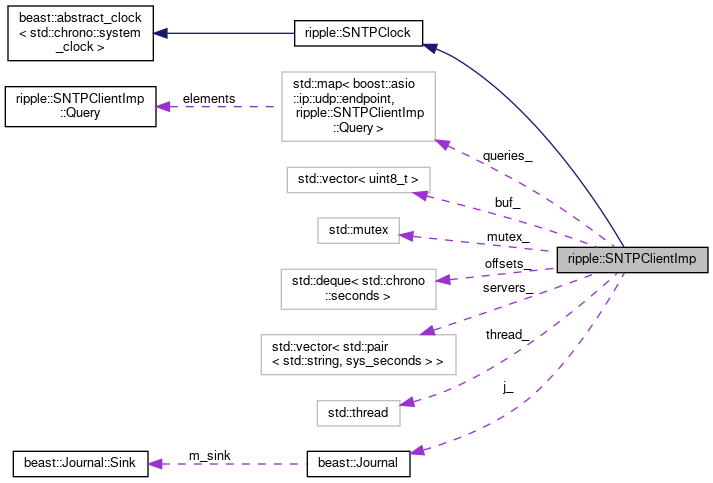 beast::abstract_clock
< std::chrono::system
_clock >
ripple::SNTPClock
ripple::SNTPClientImp
::Query
elements
std::map< boost::asio
::ip::udp::endpoint,
ripple::SNTPClientImp
::Query >
queries_
std::vector< uint8_t >
buf_
std::mutex
mutex_
ripple::SNTPClientImp
offsets_
std::deque< std::chrono
::seconds >
servers_
std::vector< std::pair
< std::string, sys_seconds > >
thread_
std::thread
j_
beast::Journal::Sink
m_sink
beast::Journal